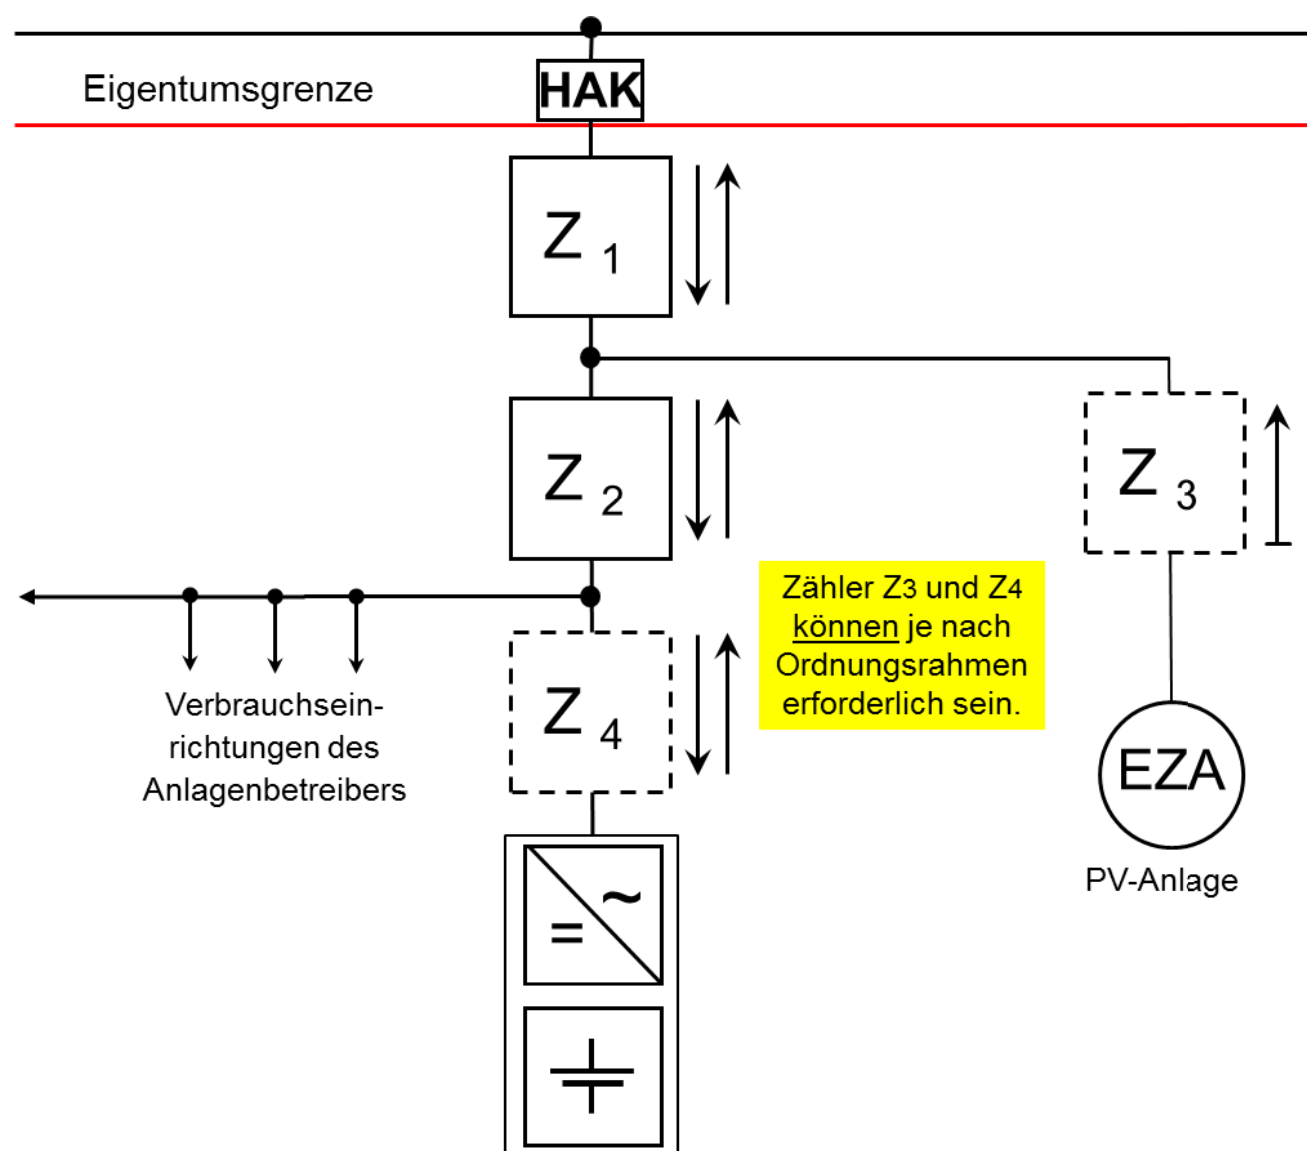 Eigentumsgrenze
HAK
Z 1
Z 2
Z 3
Zähler Z3 und Z4
können je nach
Ordnungsrahmen
erforderlich sein.
Verbrauchsein-
richtungen des
Anlagenbetreibers
Z 4
EZA
PV-Anlage
~
=